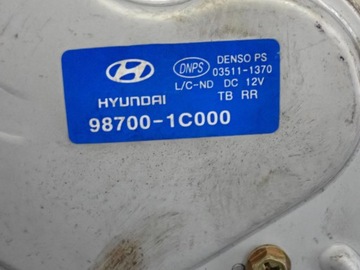 DNPS DENSO PS
03511-1370
L/C-ND DC 12V
HYUNDAI TB RR
98700-1C000